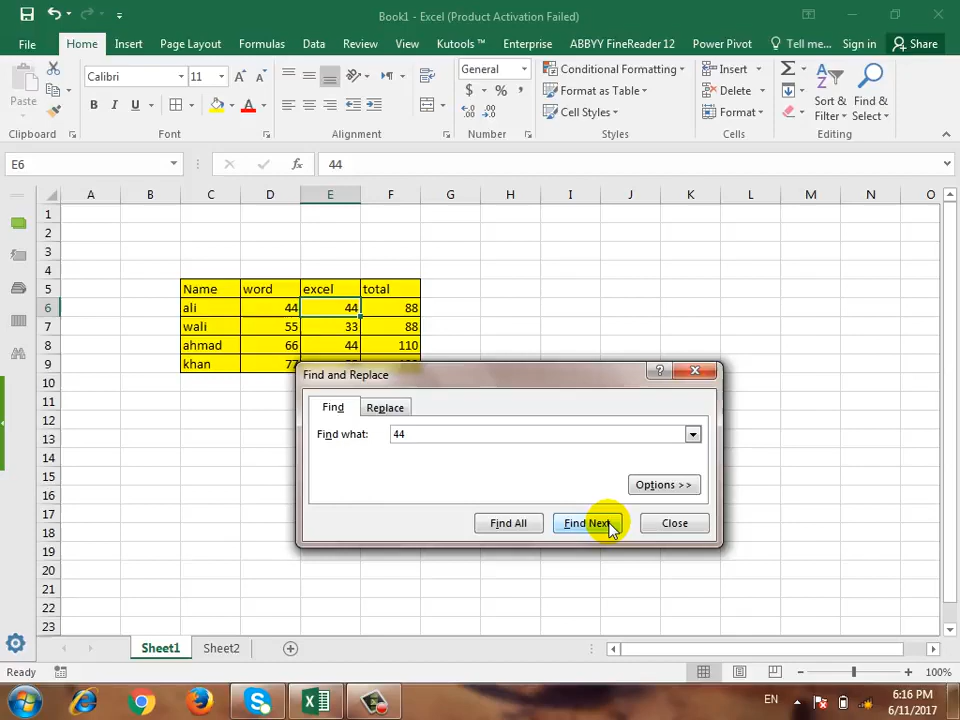 Book1 - Excel (Product Activation Failed)
File Home Insert Page Layout Formulas Data Review View Kutools ™ Enterprise ABBYY FineReader 12 Power Pivot Tell me... Sign in Share
Paste
Calibri 11
B I U
General
$ % ,
Conditional Formatting
Format as Table
Cell Styles
Insert
Delete
Format
Sort & Filter
Find & Select
Clipboard Font Alignment Number Styles Cells Editing
E6 fx 44
A B C D E F G H I J K L M N O
1
2
3
4
5 Name word excel total
6 ali 44 44 88
7 wali 55 33 88
8 ahmad 66 44 110
9 khan 77
10
11
12
13
14
15
16
17
18
19
20
21
22
23
Find and Replace
Find Replace
Find what: 44
Options >>
Find All Find Next Close
Sheet1 Sheet2
Ready 100%
EN 6:16 PM
6/11/2017